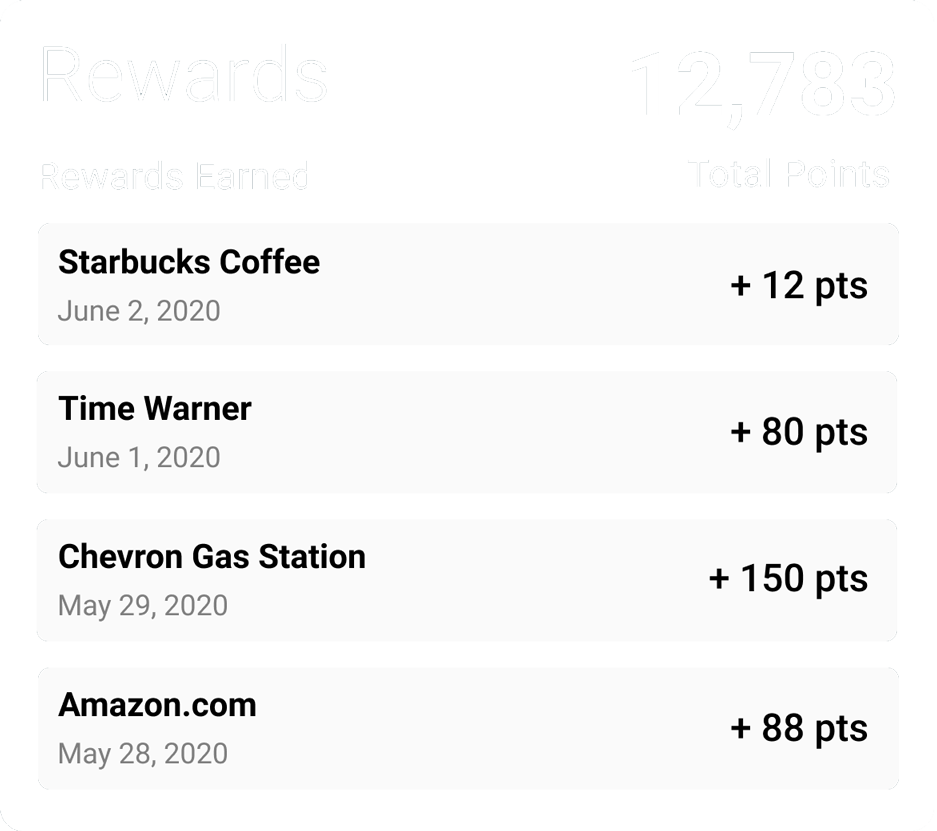 Rewards
12,783
Rewards Earned
Total Points
Starbucks Coffee
June 2, 2020
+ 12 pts
Time Warner
June 1, 2020
+ 80 pts
Chevron Gas Station
May 29, 2020
+ 150 pts
Amazon.com
May 28, 2020
+ 88 pts